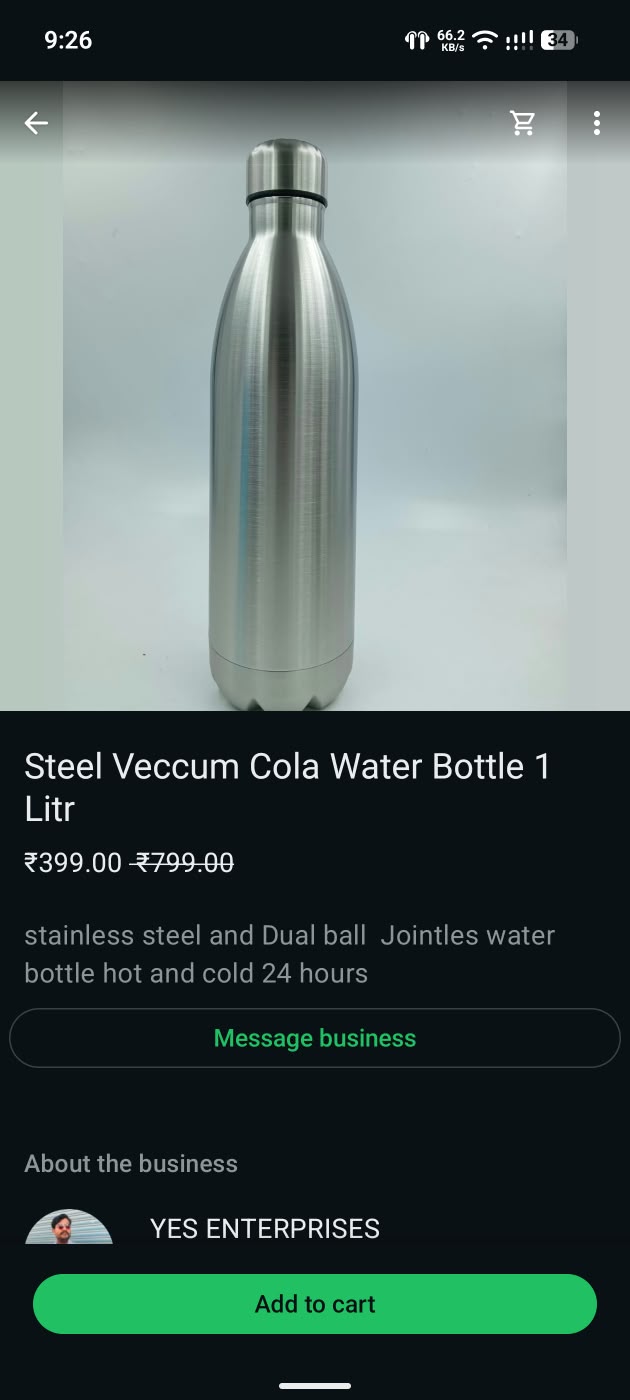 9:26
66.2
KB/s
34
Steel Veccum Cola Water Bottle 1
Litr
₹399.00 ₹799.00
stainless steel and Dual ball  Jointles water
bottle hot and cold 24 hours
Message business
About the business
YES ENTERPRISES
Add to cart